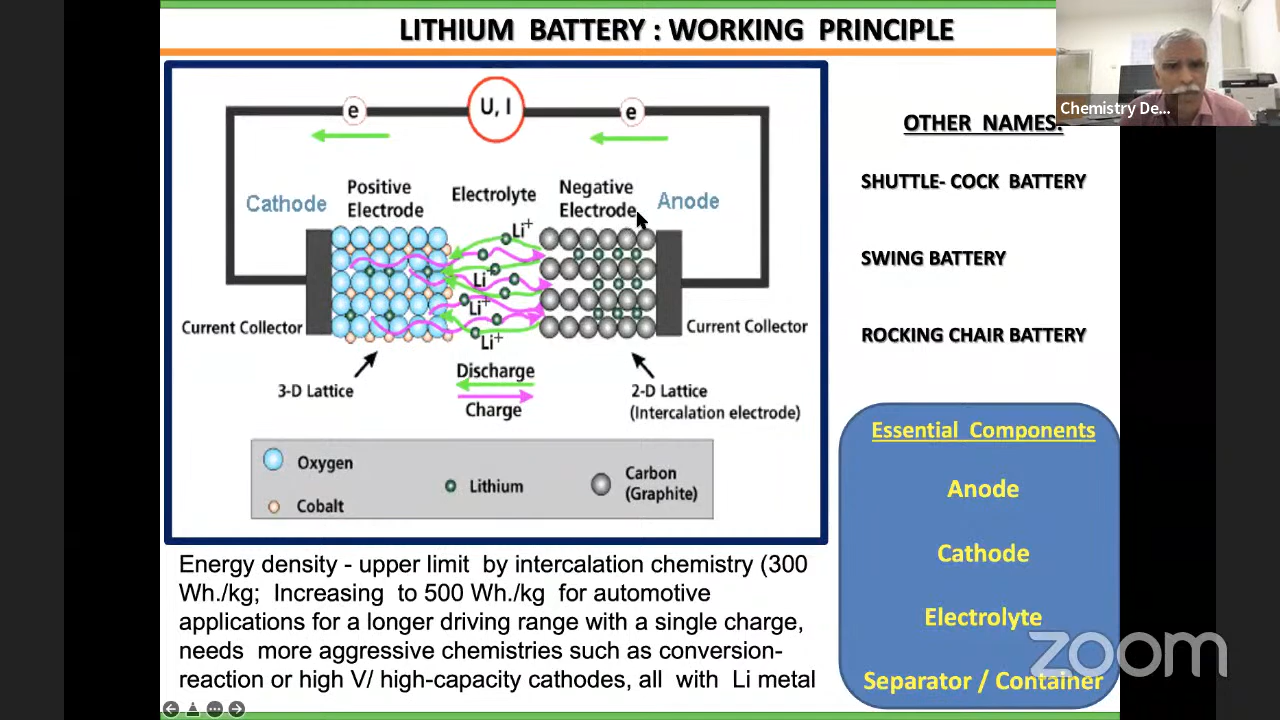 LITHIUM BATTERY : WORKING PRINCIPLE
Chemistry De...
U, I
e
e
Cathode
Positive
Electrode
Electrolyte
Negative
Electrode
Anode
Li+
Li+
Li+
Li+
Current Collector
Current Collector
Discharge
Charge
3-D Lattice
2-D Lattice
(Intercalation electrode)
Oxygen
Cobalt
Lithium
Carbon
(Graphite)
Energy density - upper limit by intercalation chemistry (300
Wh./kg; Increasing to 500 Wh./kg for automotive
applications for a longer driving range with a single charge,
needs more aggressive chemistries such as conversion-
reaction or high V/ high-capacity cathodes, all with Li metal
OTHER NAMES:
SHUTTLE- COCK BATTERY
SWING BATTERY
ROCKING CHAIR BATTERY
Essential Components
Anode
Cathode
Electrolyte
Separator / Container
zoom